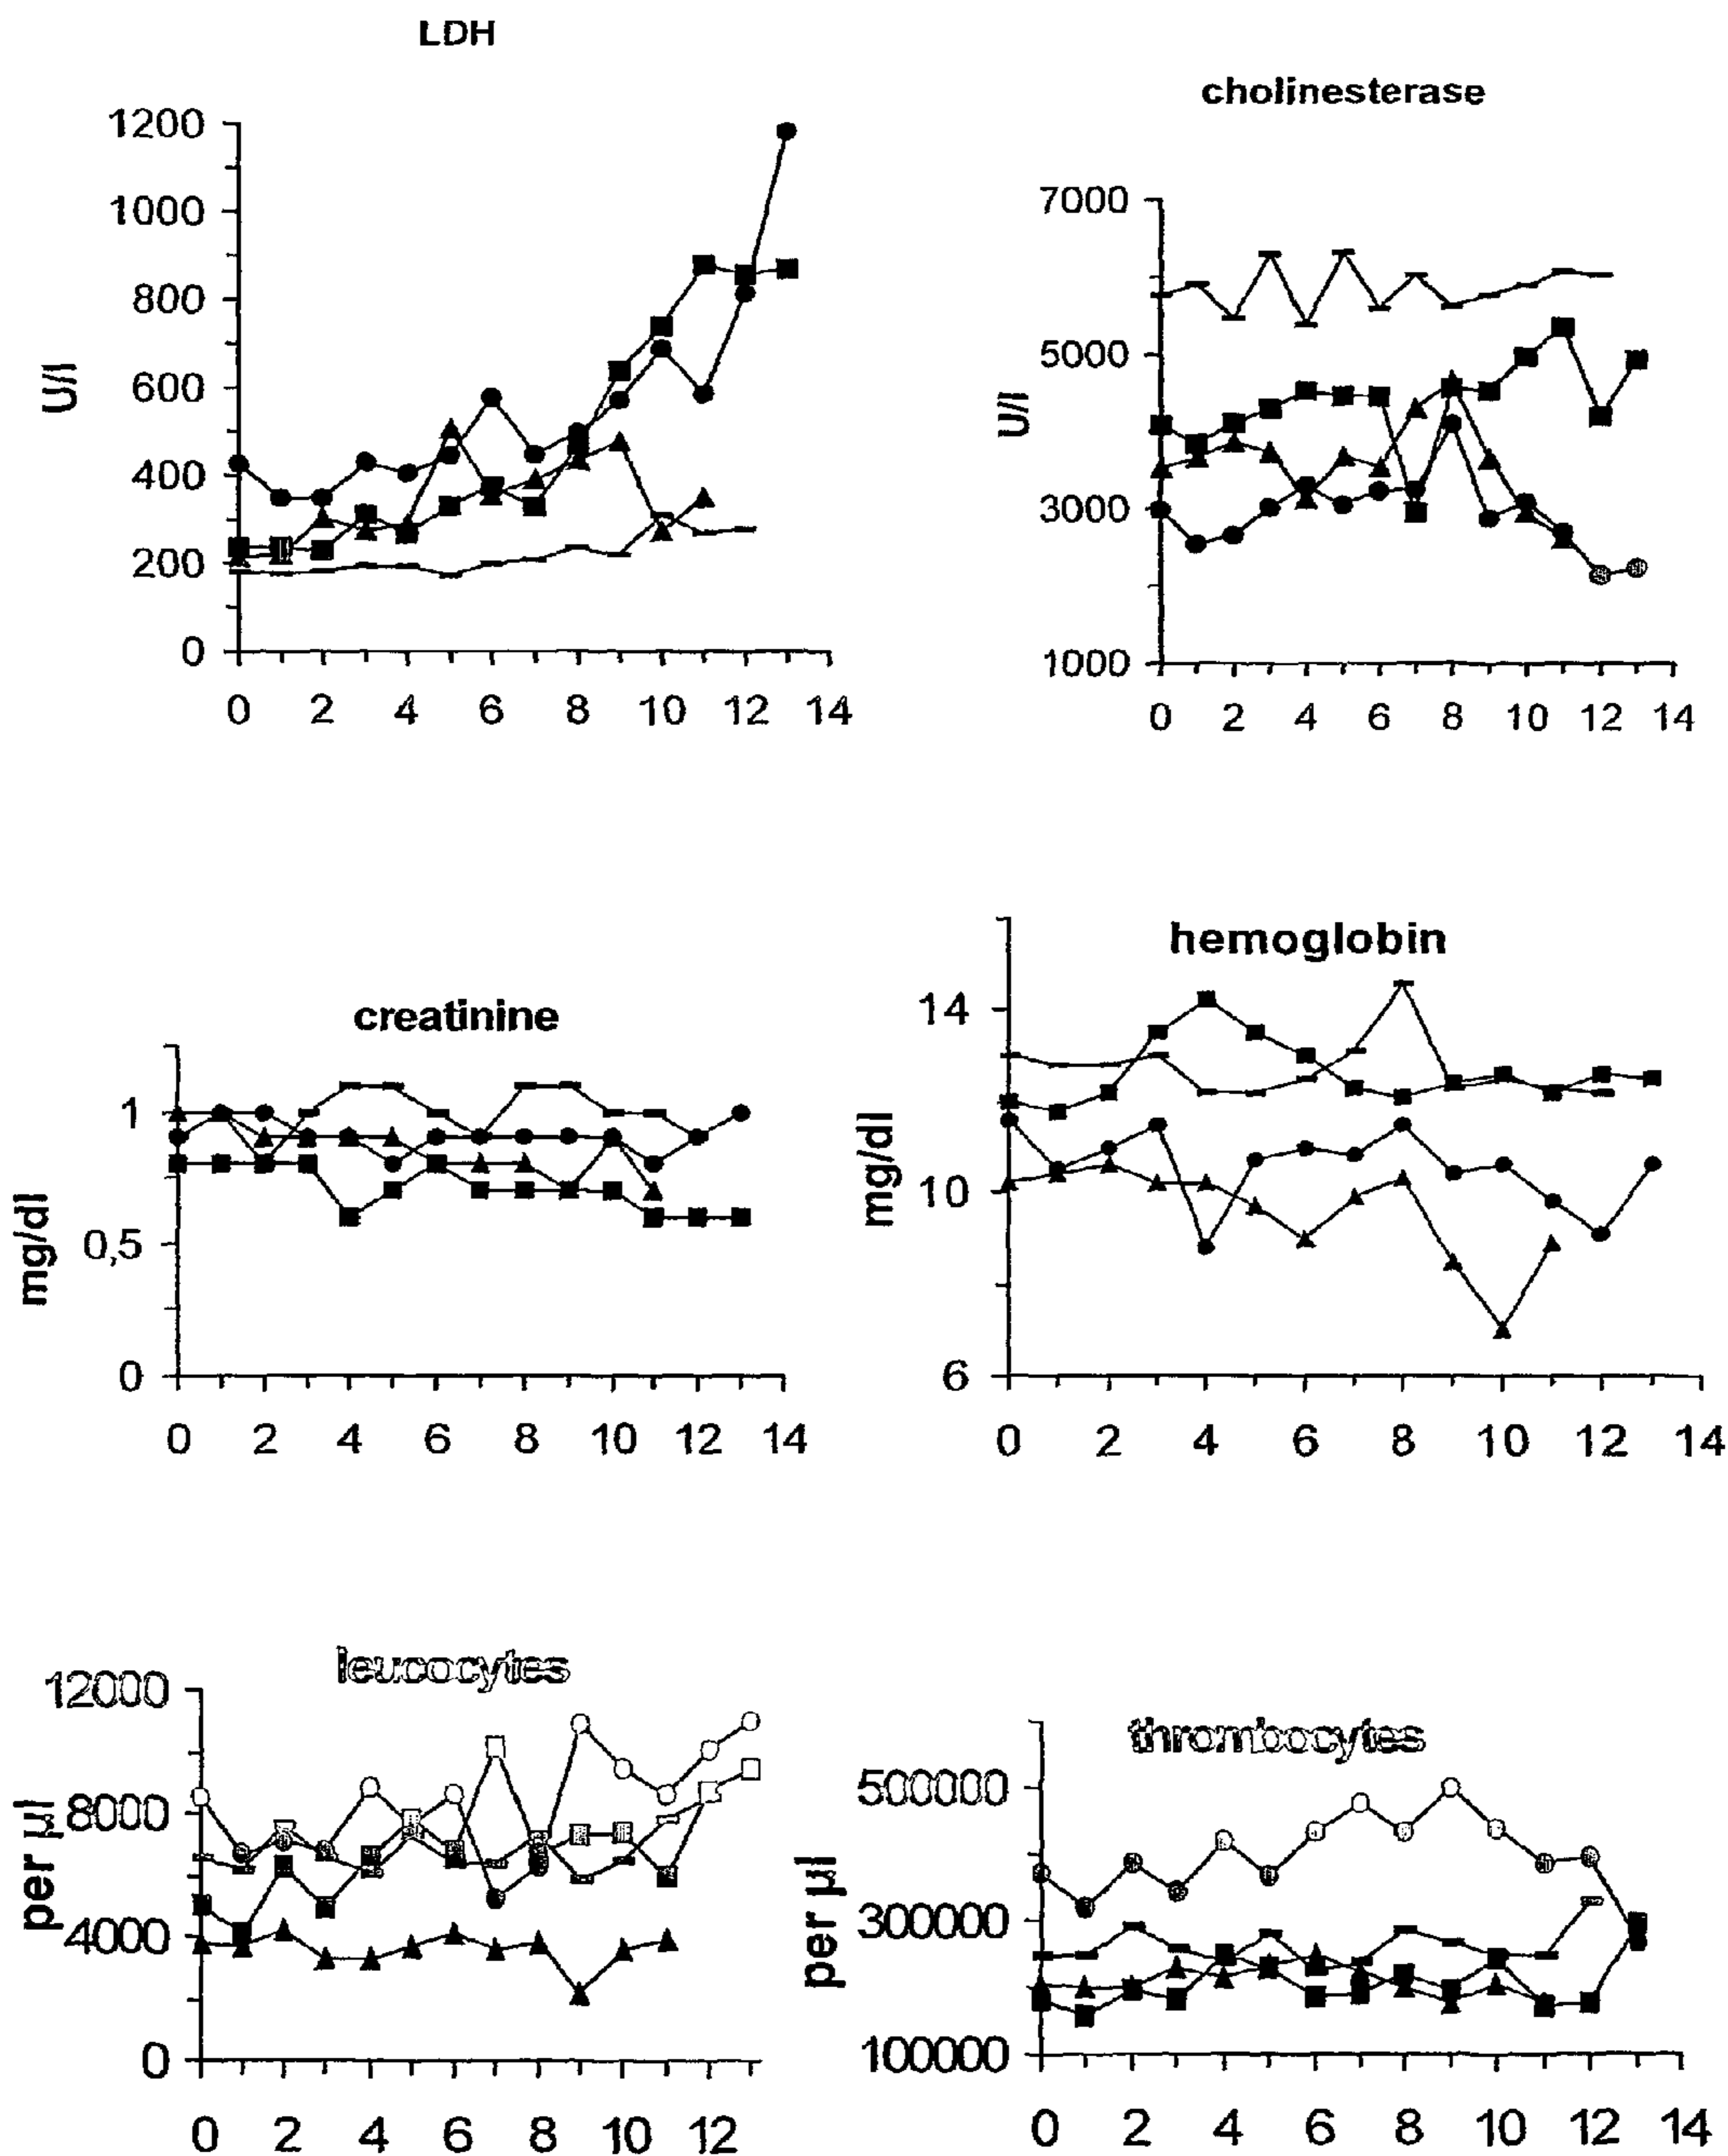 LDH
1200
1000
800
600
400
200
0
U/l
0 2 4 6 8 10 12 14
cholinesterase
7000
5000
3000
1000
U/l
0 2 4 6 8 10 12 14
creatinine
1
0,5
0
mg/dl
0 2 4 6 8 10 12 14
hemoglobin
14
10
6
mg/dl
0 2 4 6 8 10 12 14
leucocytes
12000
8000
4000
0
per µl
0 2 4 6 8 10 12
thrombocytes
500000
300000
100000
per µl
0 2 4 6 8 10 12 14